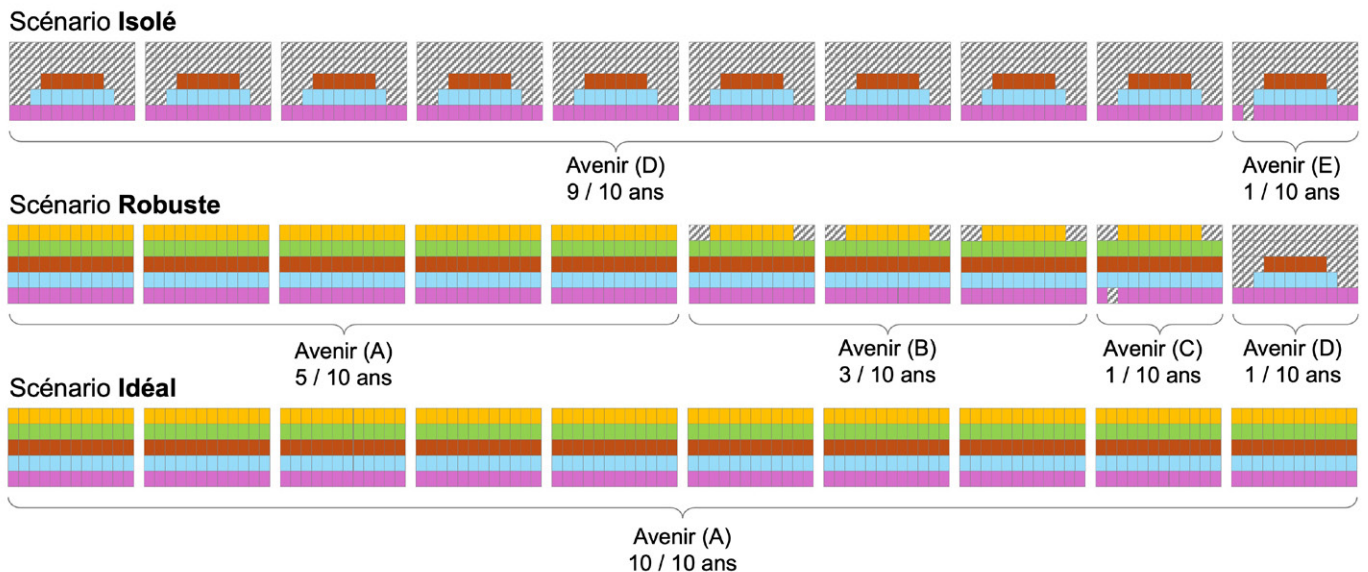 Scénario Isolé
Avenir (D)
9 / 10 ans
Avenir (E)
1 / 10 ans
Scénario Robuste
Avenir (A)
5 / 10 ans
Avenir (B)
3 / 10 ans
Avenir (C)
1 / 10 ans
Avenir (D)
1 / 10 ans
Scénario Idéal
Avenir (A)
10 / 10 ans